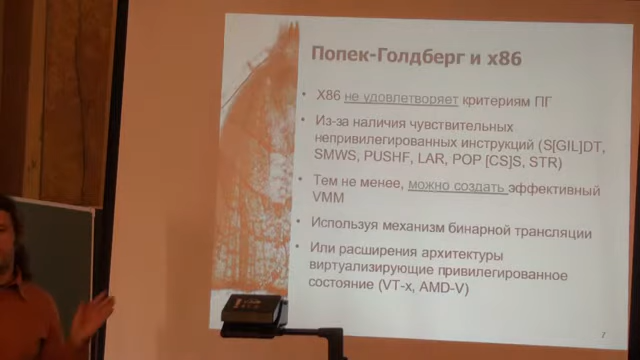 Попек-Голдберг и x86
• X86 не удовлетворяет критериям ПГ
• Из-за наличия чувствительных
непривилегированных инструкций (S[GIL]DT,
SMWS, PUSHF, LAR, POP [CS]S, STR)
• Тем не менее, можно создать эффективный
VMM
• Используя механизм бинарной трансляции
• Или расширения архитектуры
виртуализирующие привилегированное
состояние (VT-x, AMD-V)